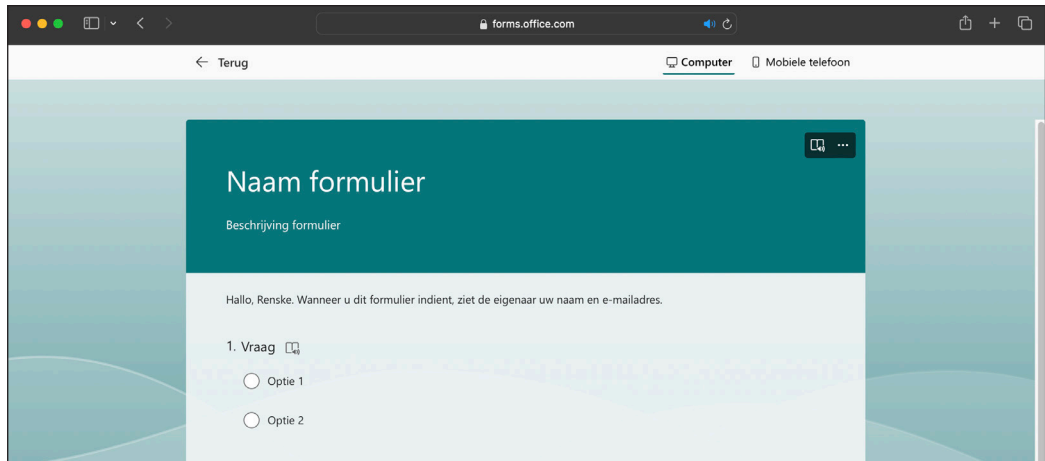 forms.office.com
Terug
Computer
Mobiele telefoon
Naam formulier
Beschrijving formulier
Hallo, Renske. Wanneer u dit formulier indient, ziet de eigenaar uw naam en e-mailadres.
1. Vraag
Optie 1
Optie 2